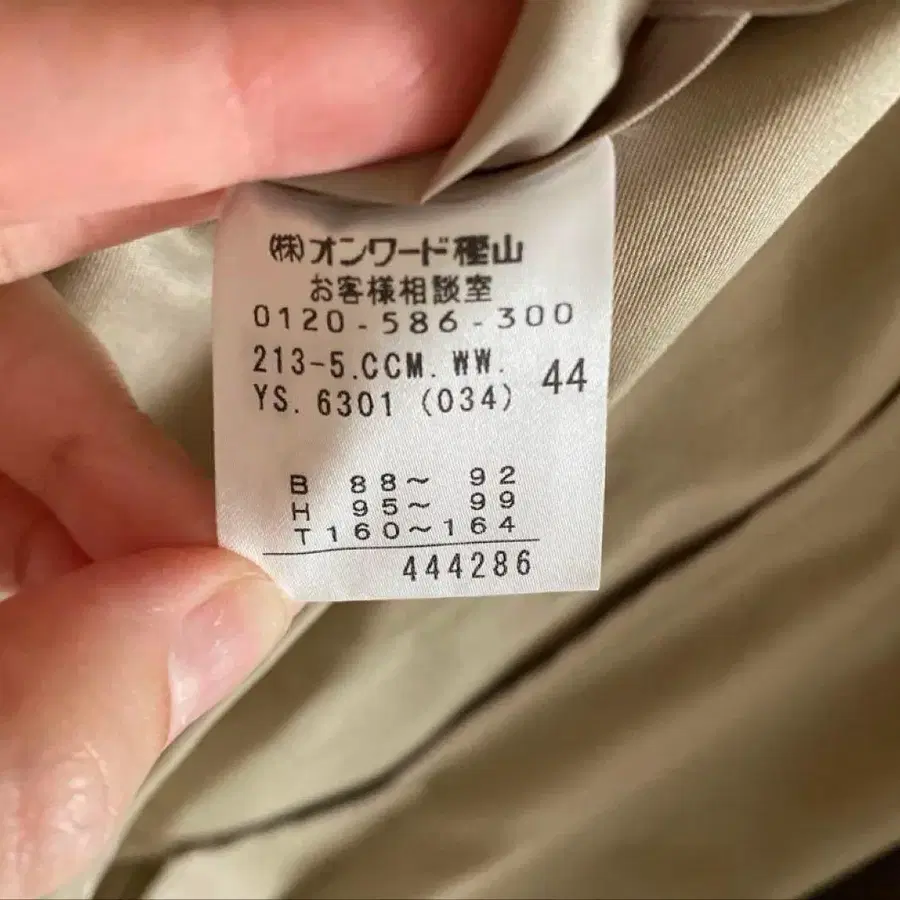 ㈱オンワード樫山
お客様相談室
0120-586-300
213-5.CCM.WW.
YS.6301(034) 44
B 88～ 92
H 95～ 99
T160～164
444286